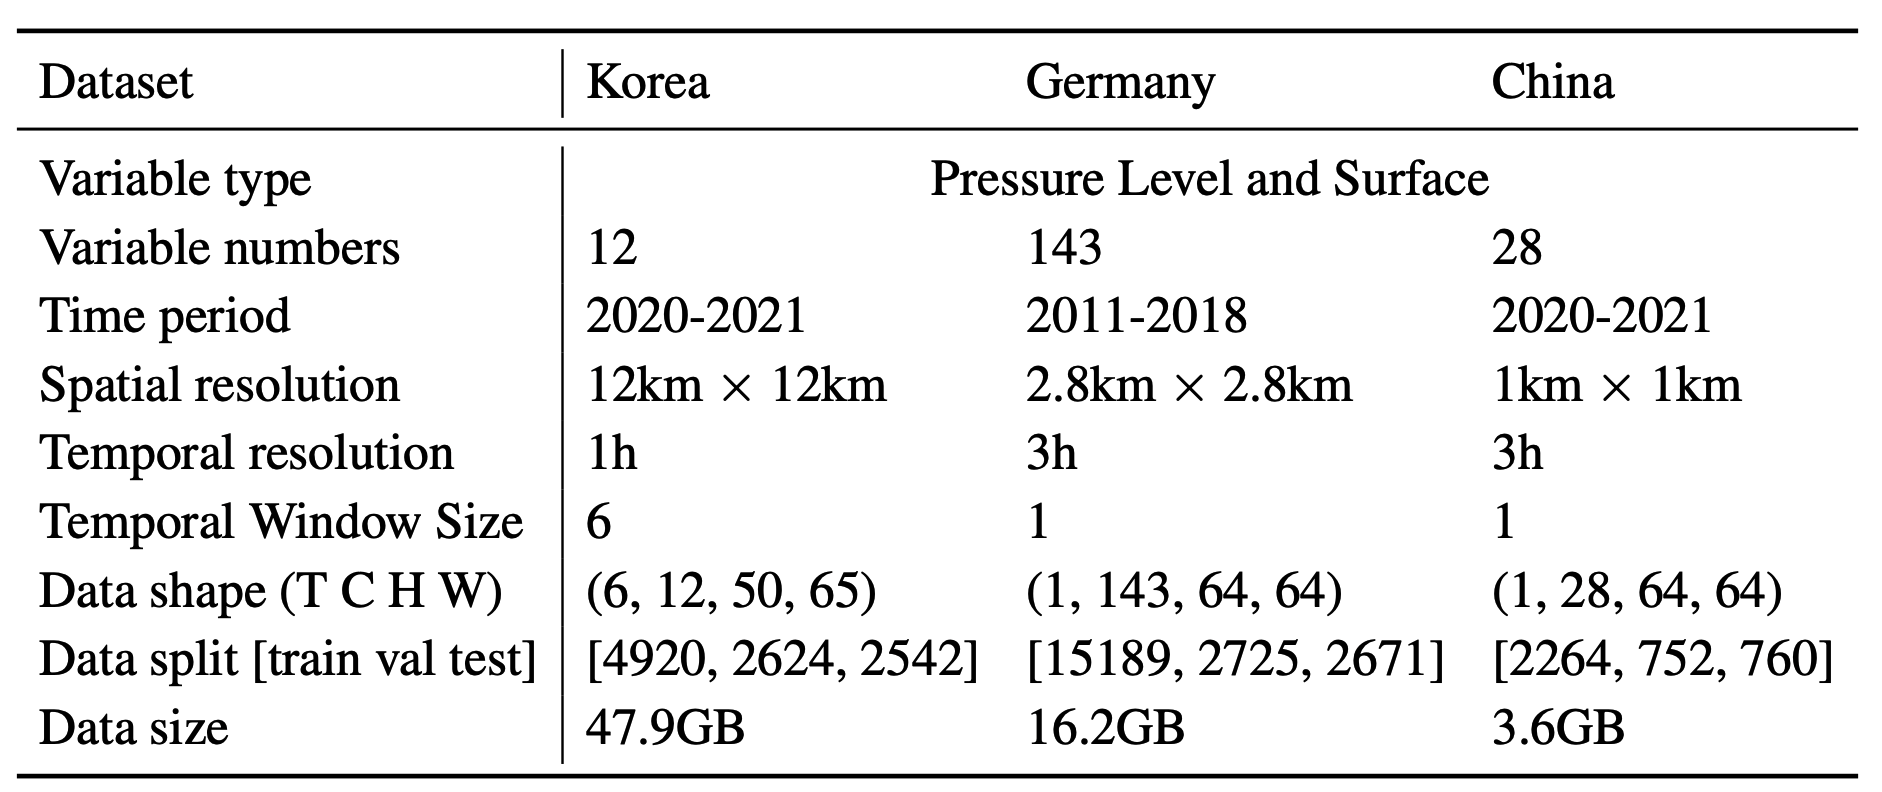 Dataset Korea Germany China
Variable type Pressure Level and Surface
Variable numbers 12 143 28
Time period 2020-2021 2011-2018 2020-2021
Spatial resolution 12km × 12km 2.8km × 2.8km 1km × 1km
Temporal resolution 1h 3h 3h
Temporal Window Size 6 1 1
Data shape (T C H W) (6, 12, 50, 65) (1, 143, 64, 64) (1, 28, 64, 64)
Data split [train val test] [4920, 2624, 2542] [15189, 2725, 2671] [2264, 752, 760]
Data size 47.9GB 16.2GB 3.6GB